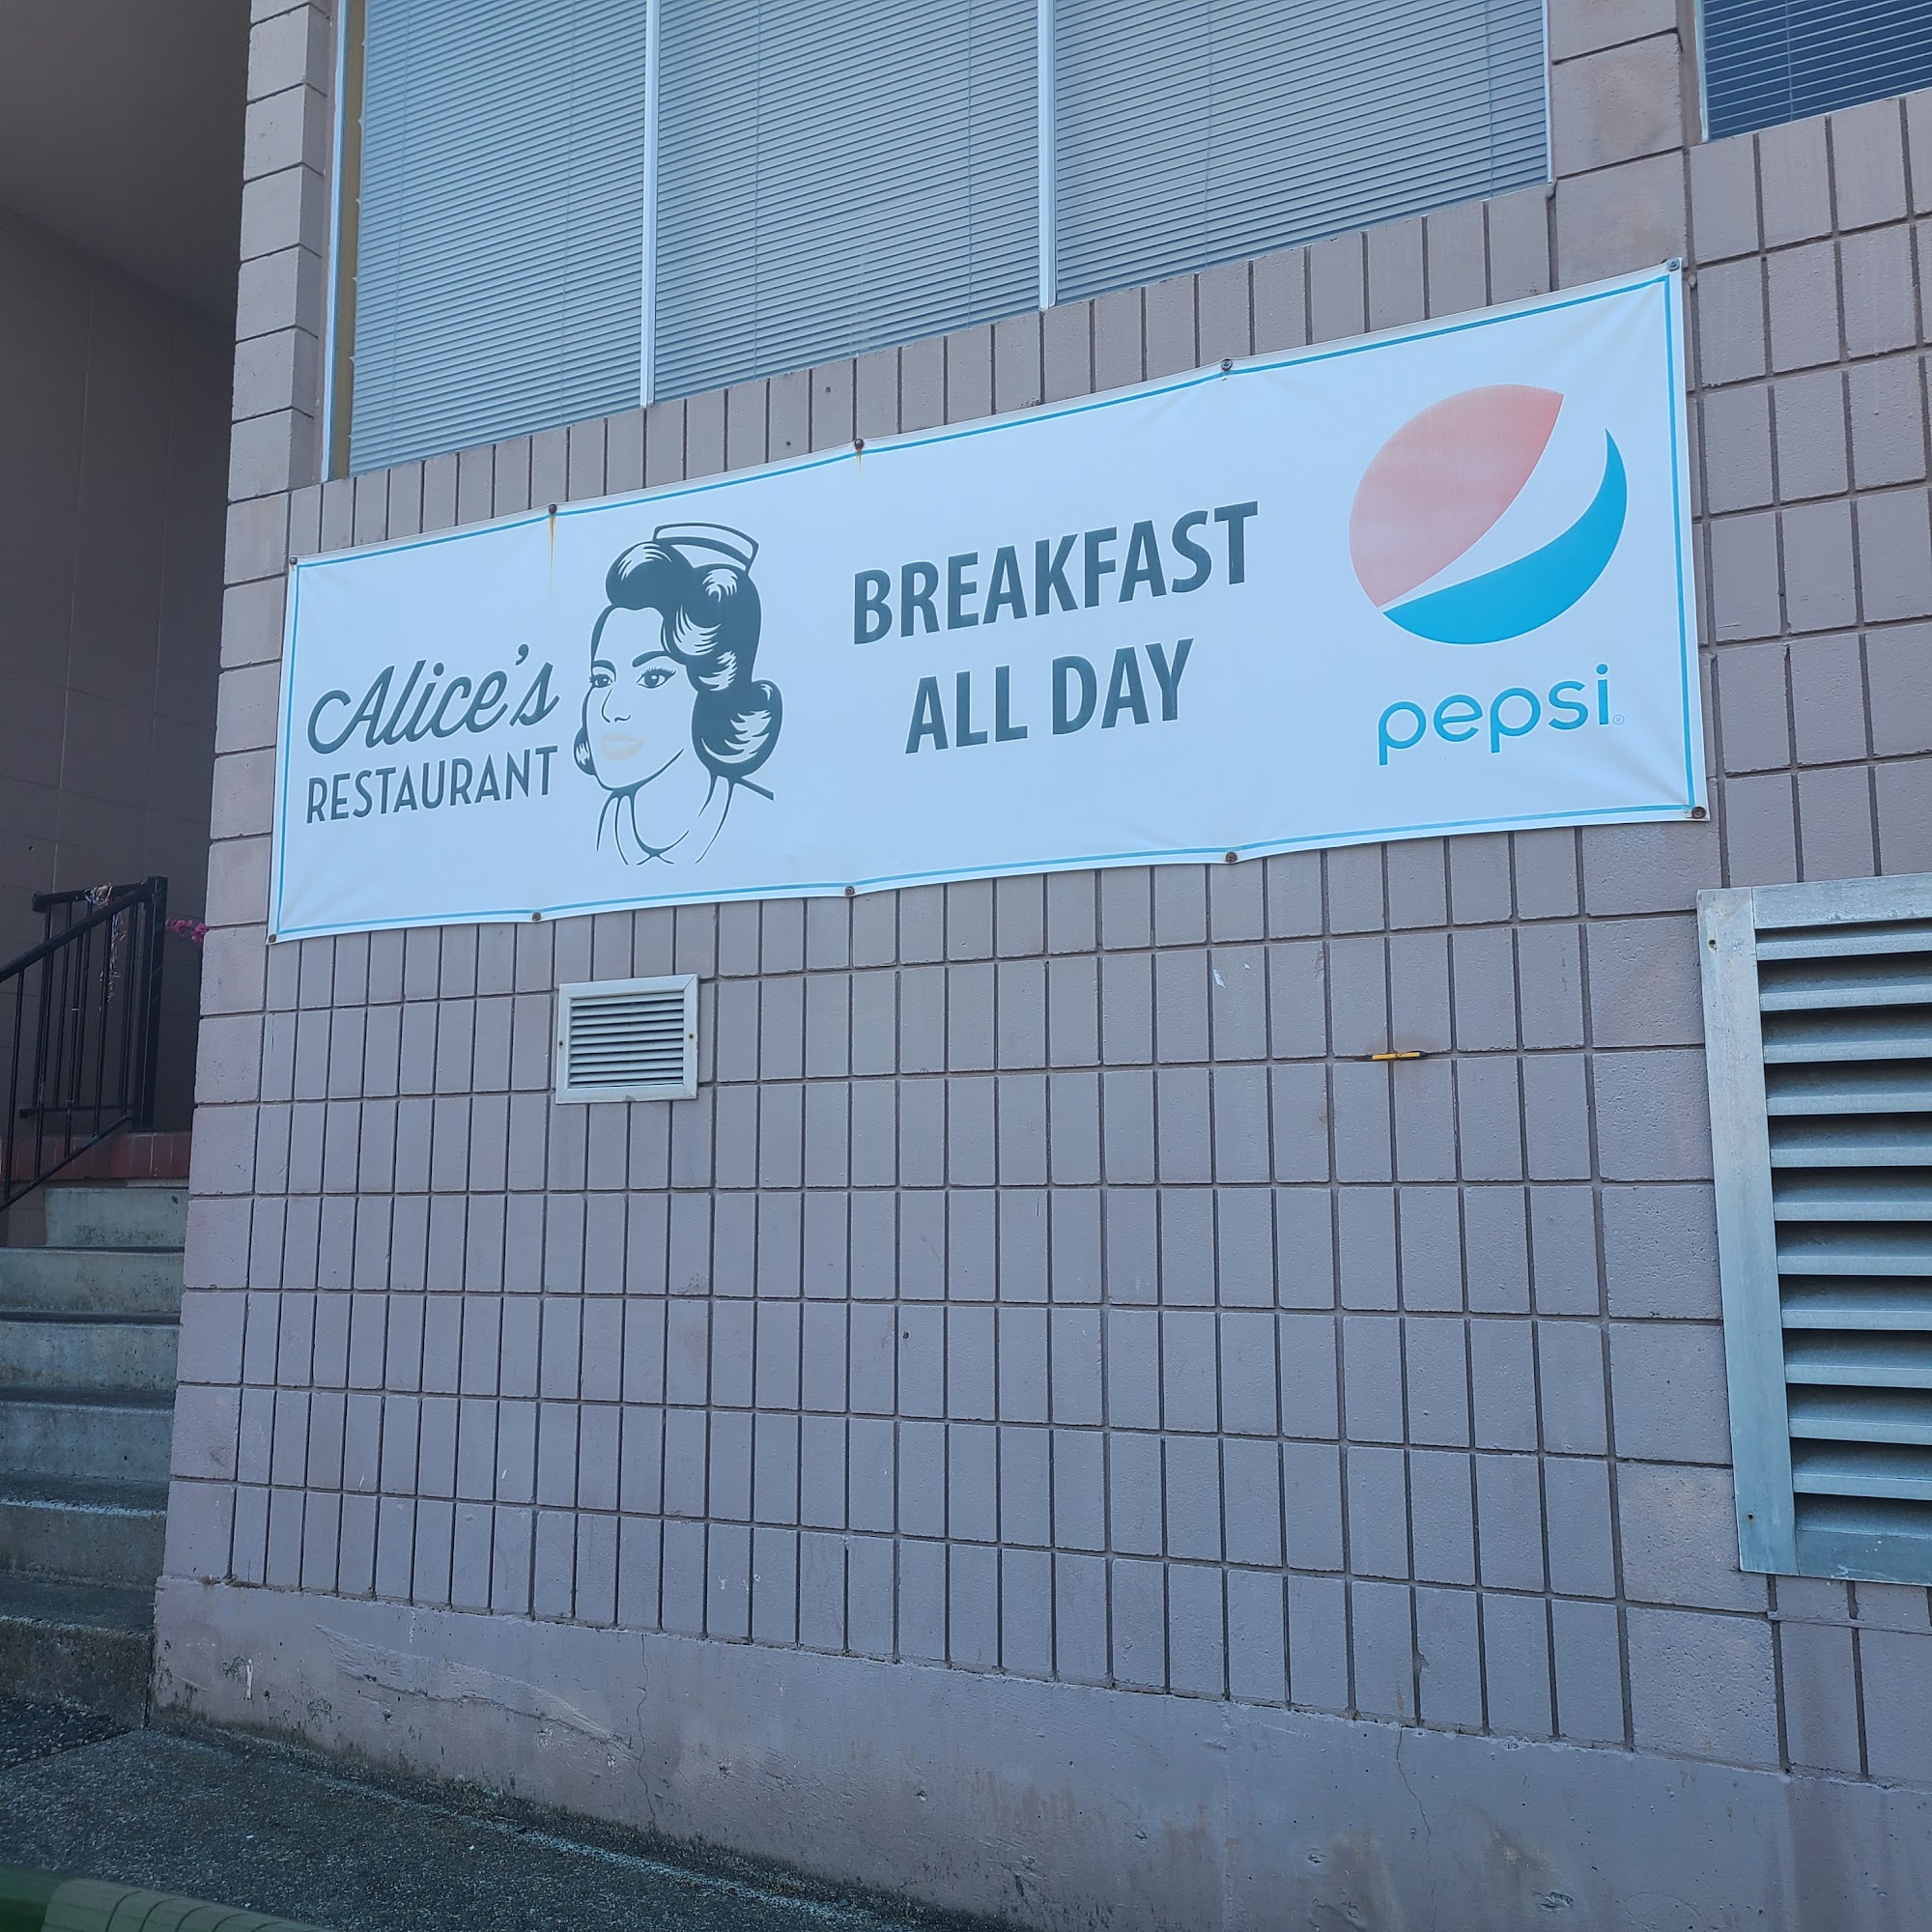 Alice's
RESTAURANT
BREAKFAST
ALL DAY
pepsi®